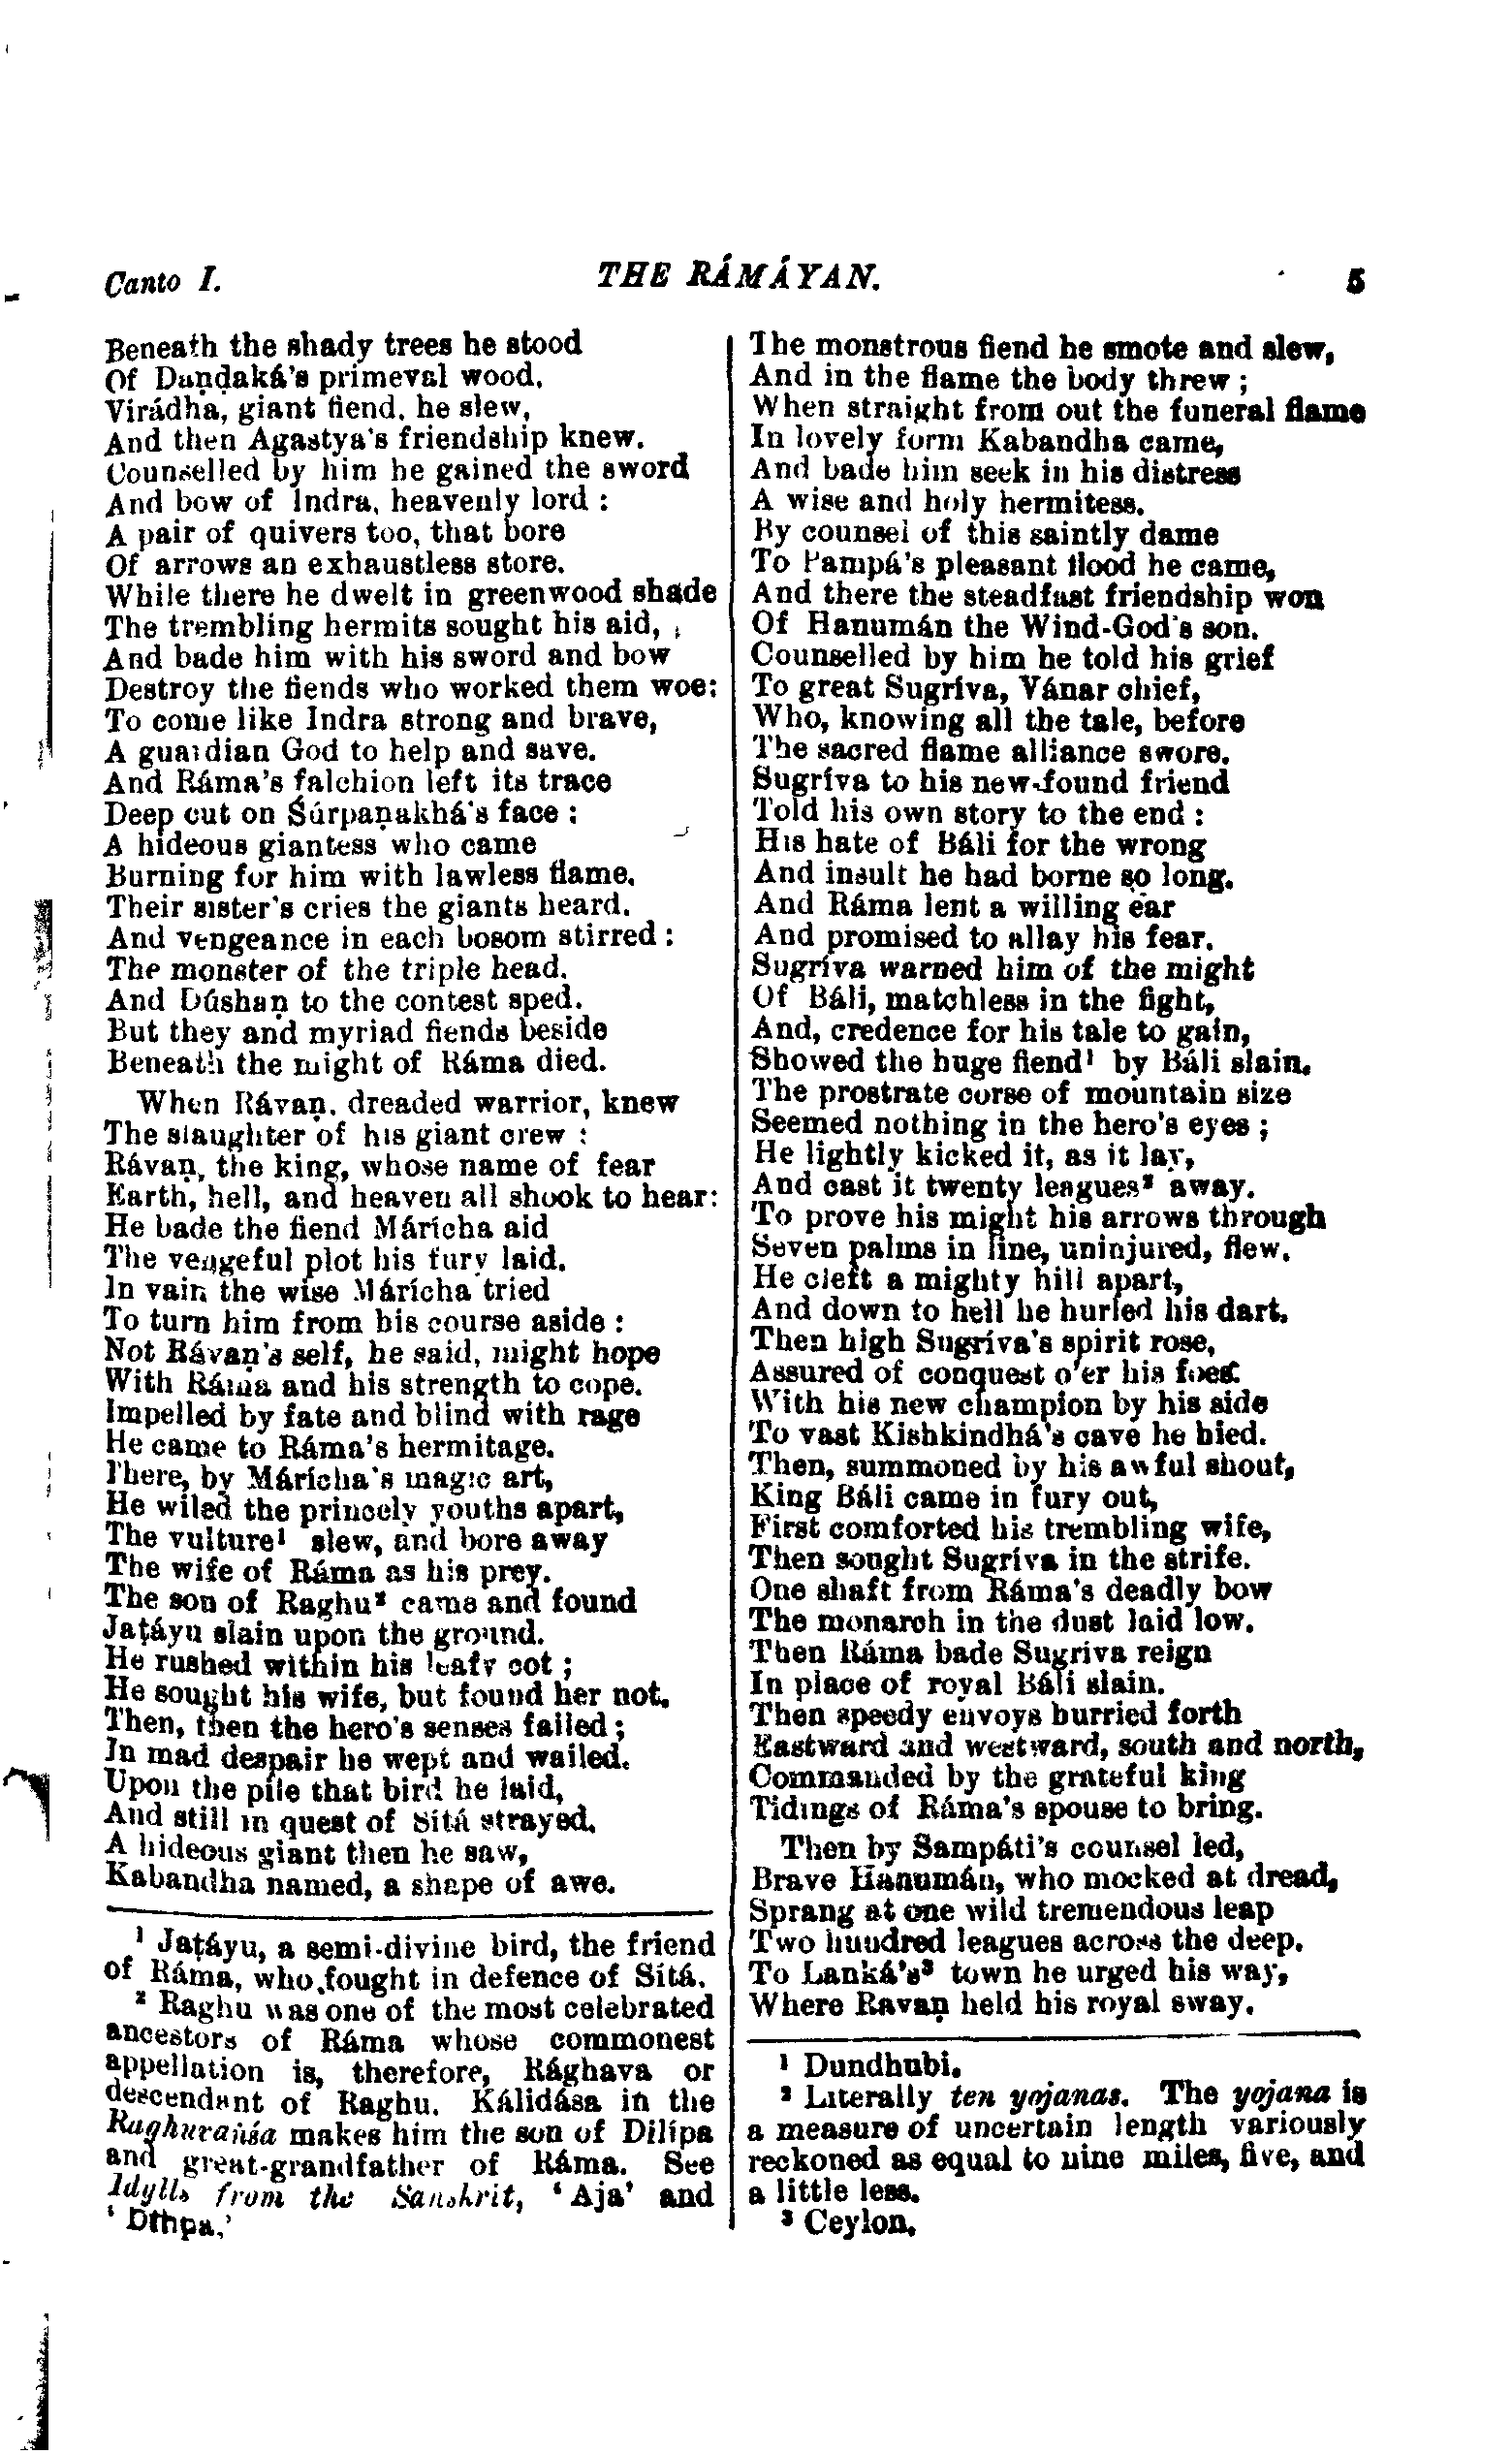 Canto I.
THE RÁMÁYAN.
5
Beneath the shady trees he stood
Of Daṇḍaká's primeval wood.
Virádha, giant fiend, he slew,
And then Agastya's friendship knew.
Counselled by him he gained the sword
And bow of Indra, heavenly lord :
A pair of quivers too, that bore
Of arrows an exhaustless store.
While there he dwelt in greenwood shade
The trembling hermits sought his aid,
And bade him with his sword and bow
Destroy the fiends who worked them woe:
To come like Indra strong and brave,
A guardian God to help and save.
And Ráma's falchion left its trace
Deep cut on Śúrpaṇakhá's face :
A hideous giantess who came
Burning for him with lawless flame.
Their sister's cries the giants heard.
And vengeance in each bosom stirred :
The monster of the triple head.
And Dúshaṇ to the contest sped.
But they and myriad fiends beside
Beneath the might of Ráma died.
When Rávaṇ, dreaded warrior, knew
The slaughter of his giant crew :
Rávaṇ, the king, whose name of fear
Earth, hell, and heaven all shook to hear:
He bade the fiend Márícha aid
The vengeful plot his fury laid.
In vain the wise Márícha tried
To turn him from his course aside :
Not Rávaṇ's self, he said, might hope
With Ráma and his strength to cope.
Impelled by fate and blind with rage
He came to Ráma's hermitage.
There, by Márícha's magic art,
He wiled the princely youths apart,
The vulture¹ slew, and bore away
The wife of Ráma as his prey.
The son of Raghu² came and found
Jaṭáyu slain upon the ground.
He rushed within his leafy cot ;
He sought his wife, but found her not.
Then, then the hero's senses failed ;
In mad despair he wept and wailed.
Upon the pile that bird he laid,
And still in quest of Sítá strayed.
A hideous giant then he saw,
Kabandha named, a shape of awe.
¹ Jaṭáyu, a semi-divine bird, the friend
of Ráma, who fought in defence of Sítá.
² Raghu was one of the most celebrated
ancestors of Ráma whose commonest
appellation is, therefore, Rághava or
descendant of Raghu. Kálidása in the
Raghuvaṅśa makes him the son of Dilípa
and great-grandfather of Ráma. See
Idylls from the Sanskrit, ‘Aja’ and
‘
The monstrous fiend he smote and slew,
And in the flame the body threw ;
When straight from out the funeral flame
In lovely form Kabandha came,
And bade him seek in his distress
A wise and holy hermitess.
By counsel of this saintly dame
To Pampá's pleasant flood he came,
And there the steadfast friendship won
Of Hanumán the Wind-God's son.
Counselled by him he told his grief
To great Sugríva, Vánar chief,
Who, knowing all the tale, before
The sacred flame alliance swore.
Sugríva to his new-found friend
Told his own story to the end :
His hate of Báli for the wrong
And insult he had borne so long.
And Ráma lent a willing ear
And promised to allay his fear.
Sugríva warned him of the might
Of Báli, matchless in the fight,
And, credence for his tale to gain,
Showed the huge fiend¹ by Báli slain.
The prostrate corse of mountain size
Seemed nothing in the hero's eyes ;
He lightly kicked it, as it lay,
And cast it twenty leagues² away.
To prove his might his arrows through
Seven palms in line, uninjured, flew.
He cleft a mighty hill apart,
And down to hell he hurled his dart.
Then high Sugríva's spirit rose,
Assured of conquest o'er his foes.
With his new champion by his side
To vast Kishkindhá's cave he hied.
Then, summoned by his awful shout,
King Báli came in fury out,
First comforted his trembling wife,
Then sought Sugríva in the strife.
One shaft from Ráma's deadly bow
The monarch in the dust laid low.
Then Ráma bade Sugríva reign
In place of royal Báli slain.
Then speedy envoys hurried forth
Eastward and westward, south and north,
Commanded by the grateful king
Tidings of Ráma's spouse to bring.
Then by Sampáti's counsel led,
Brave Hanumán, who mocked at dread,
Sprang at one wild tremendous leap
Two hundred leagues across the deep.
To Lanká's³ town he urged his way,
Where Ravaṇ held his royal sway.
¹ Dundhubi.
² Literally ten yojanas. The yojana is
a measure of uncertain length variously
reckoned as equal to nine miles, five, and
a little less.
³ Ceylon.